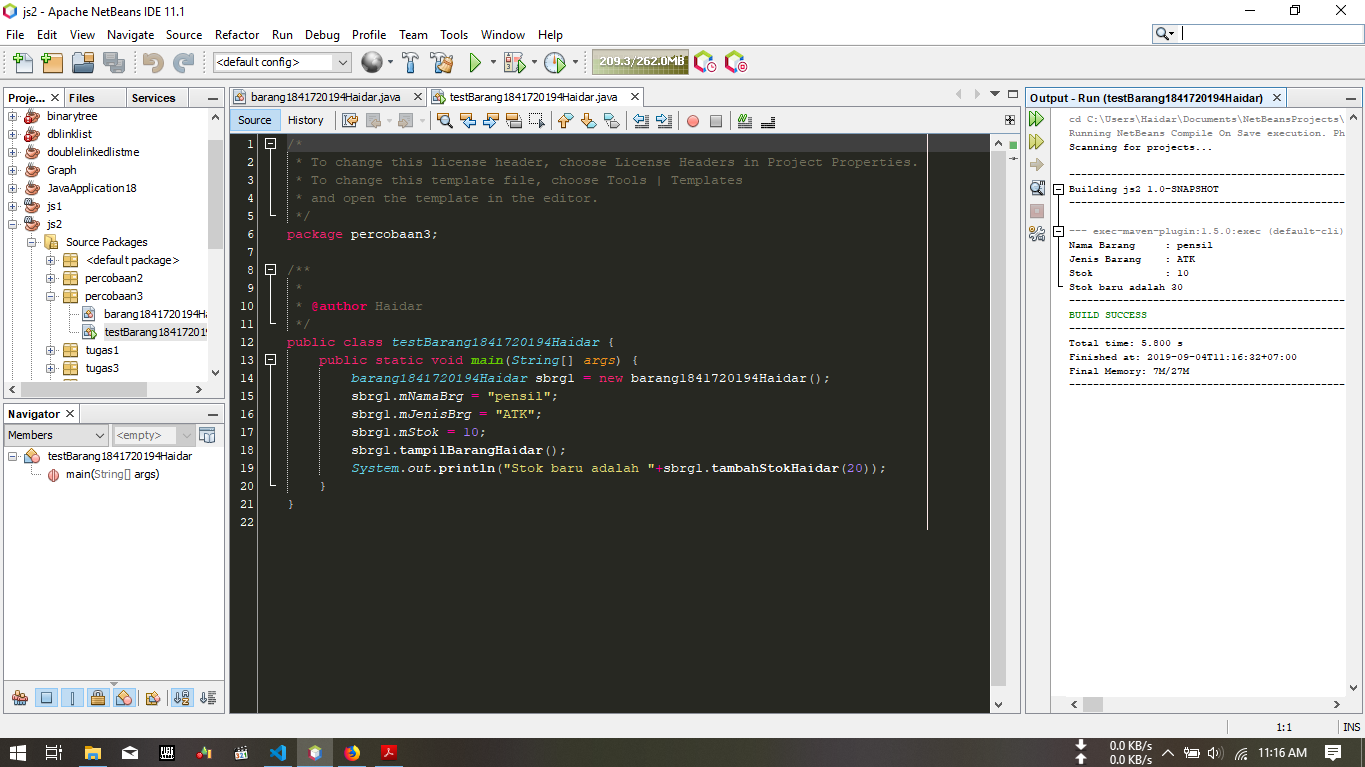 js2 - Apache NetBeans IDE 11.1
File Edit View Navigate Source Refactor Run Debug Profile Team Tools Window Help
<default config>
209.3/262.0MB
Proje... Files Services
binarytree
dblinklist
doublelinkedlistme
Graph
JavaApplication18
js1
js2
Source Packages
<default package>
percobaan2
percobaan3
barang1841720194H
testBarang184172019
tugas1
tugas3
Navigator
Members <empty>
testBarang1841720194Haidar
main(String[] args)
barang1841720194Haidar.java testBarang1841720194Haidar.java
Source History
1 /*
2 * To change this license header, choose License Headers in Project Properties.
3 * To change this template file, choose Tools | Templates
4 * and open the template in the editor.
5 */
6 package percobaan3;
7
8 /**
9 *
10 * @author Haidar
11 */
12 public class testBarang1841720194Haidar {
13 public static void main(String[] args) {
14 barang1841720194Haidar sbrg1 = new barang1841720194Haidar();
15 sbrg1.mNamaBrg = "pensil";
16 sbrg1.mJenisBrg = "ATK";
17 sbrg1.mStok = 10;
18 sbrg1.tampilBarangHaidar();
19 System.out.println("Stok baru adalah "+sbrg1.tambahStokHaidar(20));
20 }
21 }
22
Output - Run (testBarang1841720194Haidar)
cd C:\Users\Haidar\Documents\NetBeansProjects\
Running NetBeans Compile On Save execution. Ph
Scanning for projects...
------------------------------------------------------------------------
Building js2 1.0-SNAPSHOT
------------------------------------------------------------------------
--- exec-maven-plugin:1.5.0:exec (default-cli)
Nama Barang : pensil
Jenis Barang : ATK
Stok : 10
Stok baru adalah 30
------------------------------------------------------------------------
BUILD SUCCESS
------------------------------------------------------------------------
Total time: 5.800 s
Finished at: 2019-09-04T11:16:32+07:00
Final Memory: 7M/27M
------------------------------------------------------------------------
1:1 INS
0.0 KB/s
0.0 KB/s
11:16 AM